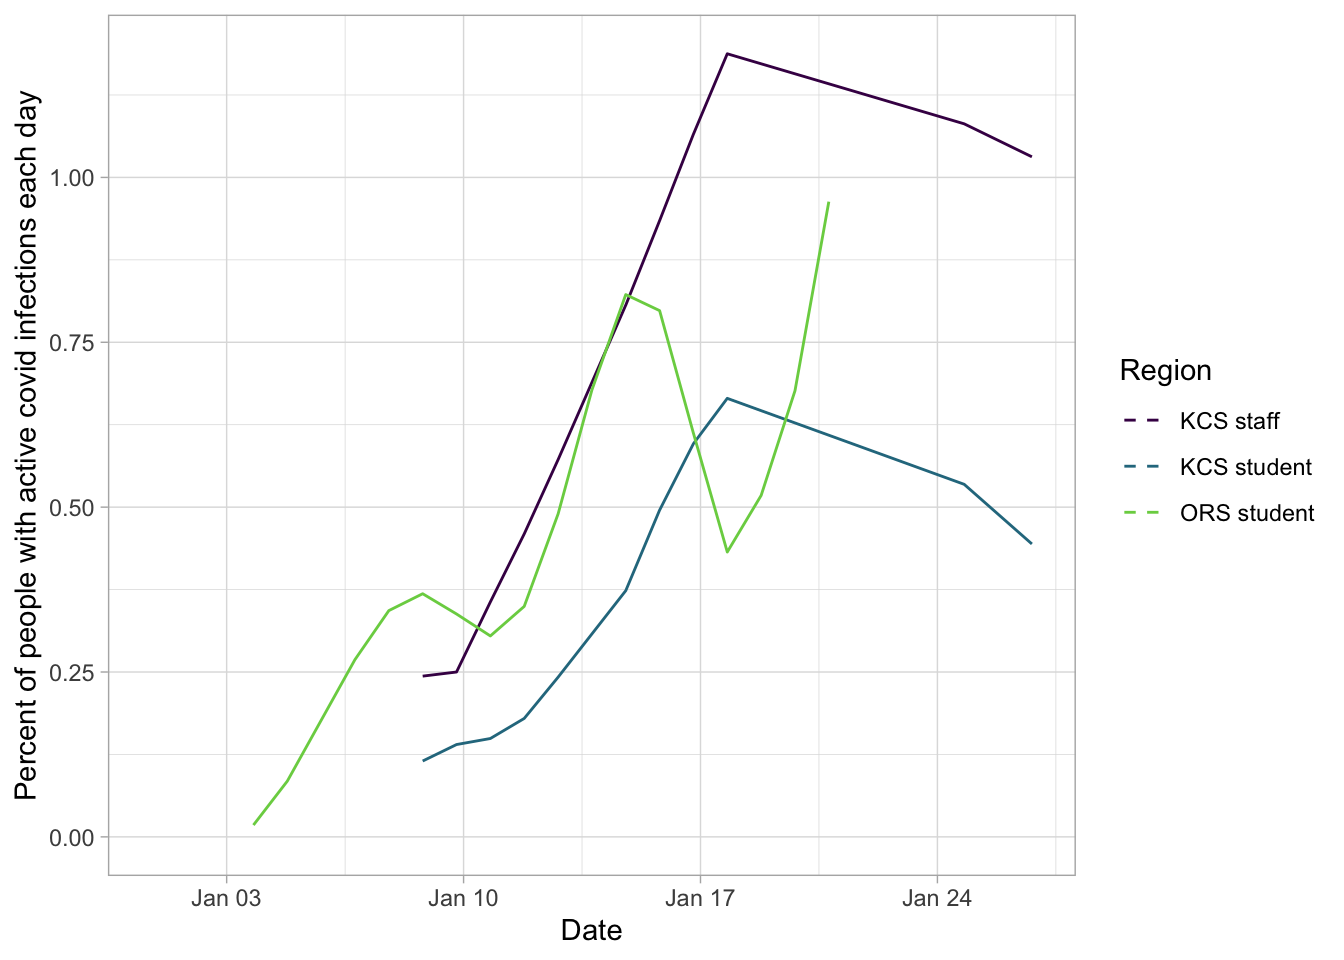 Percent of people with active covid infections each day
1.00
0.75
0.50
0.25
0.00
Jan 03
Jan 10
Jan 17
Jan 24
Date
Region
KCS staff
KCS student
ORS student